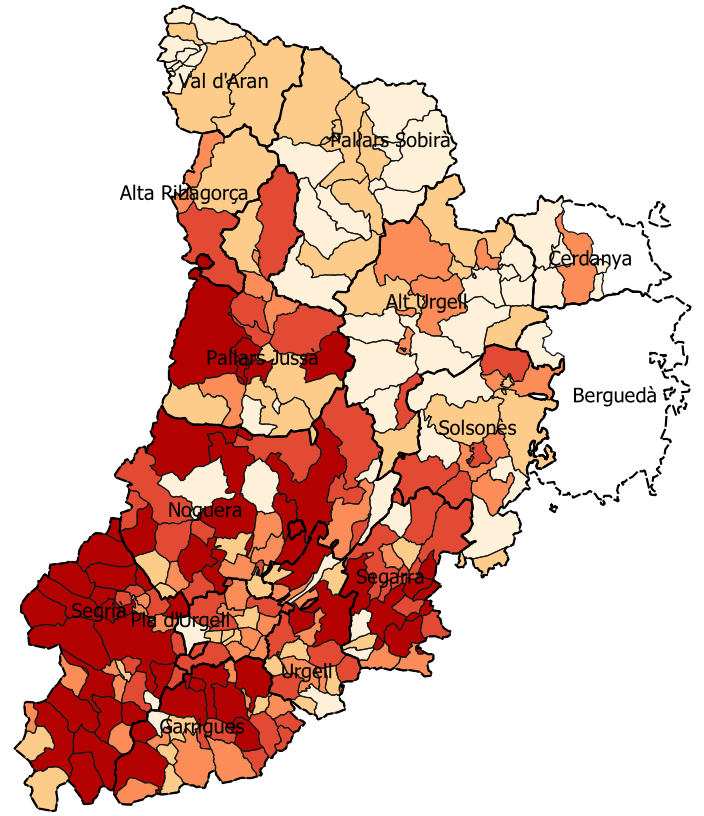 Val d'Aran
Pallars Sobirà
Alta Ribagorça
Cerdanya
Alt Urgell
Pallars Jussà
Berguedà
Solsonès
Noguera
Segarra
Segrià
Pla d'Urgell
Urgell
Garrigues